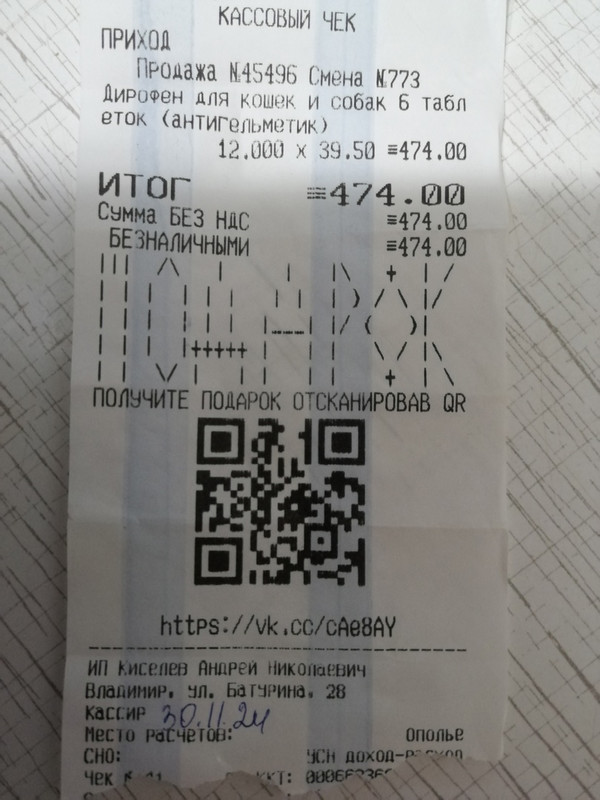 КАССОВЫЙ ЧЕК
ПРИХОД
Продажа №45496 Смена №773
Дирофен для кошек и собак 6 табл
еток (антигельметик)
12.000 x 39.50 ≡474.00
ИТОГ ≡474.00
Сумма БЕЗ НДС ≡474.00
БЕЗНАЛИЧНЫМИ ≡474.00
ПОЛУЧИТЕ ПОДАРОК ОТСКАНИРОВАВ QR
https://vk.cc/cAe8AY
ИП Киселев Андрей Николаевич
Владимир, ул. Батурина, 28
Кассир 30.11.24
Место расчетов: Ополье
СНО: УСН доход-расход
Чек ККТ: